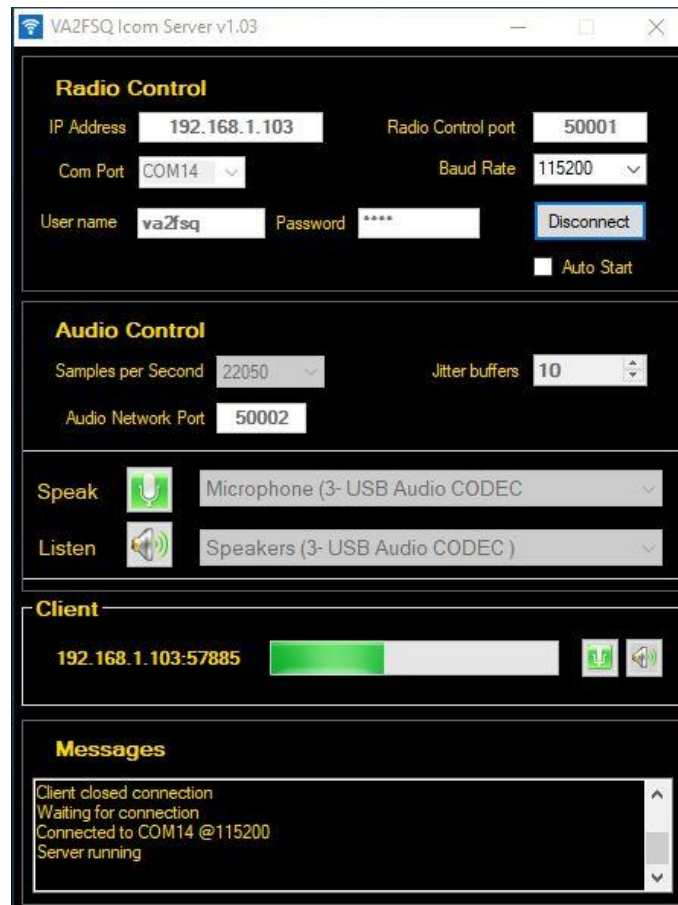 VA2FSQ Icom Server v1.03
Radio Control
IP Address 192.168.1.103 Radio Control port 50001
Com Port COM14 Baud Rate 115200
User name va2fsq Password **** Disconnect
Auto Start
Audio Control
Samples per Second 22050 Jitter buffers 10
Audio Network Port 50002
Speak Microphone (3- USB Audio CODEC
Listen Speakers (3- USB Audio CODEC )
Client
192.168.1.103:57885
Messages
Client closed connection
Waiting for connection
Connected to COM14 @115200
Server running